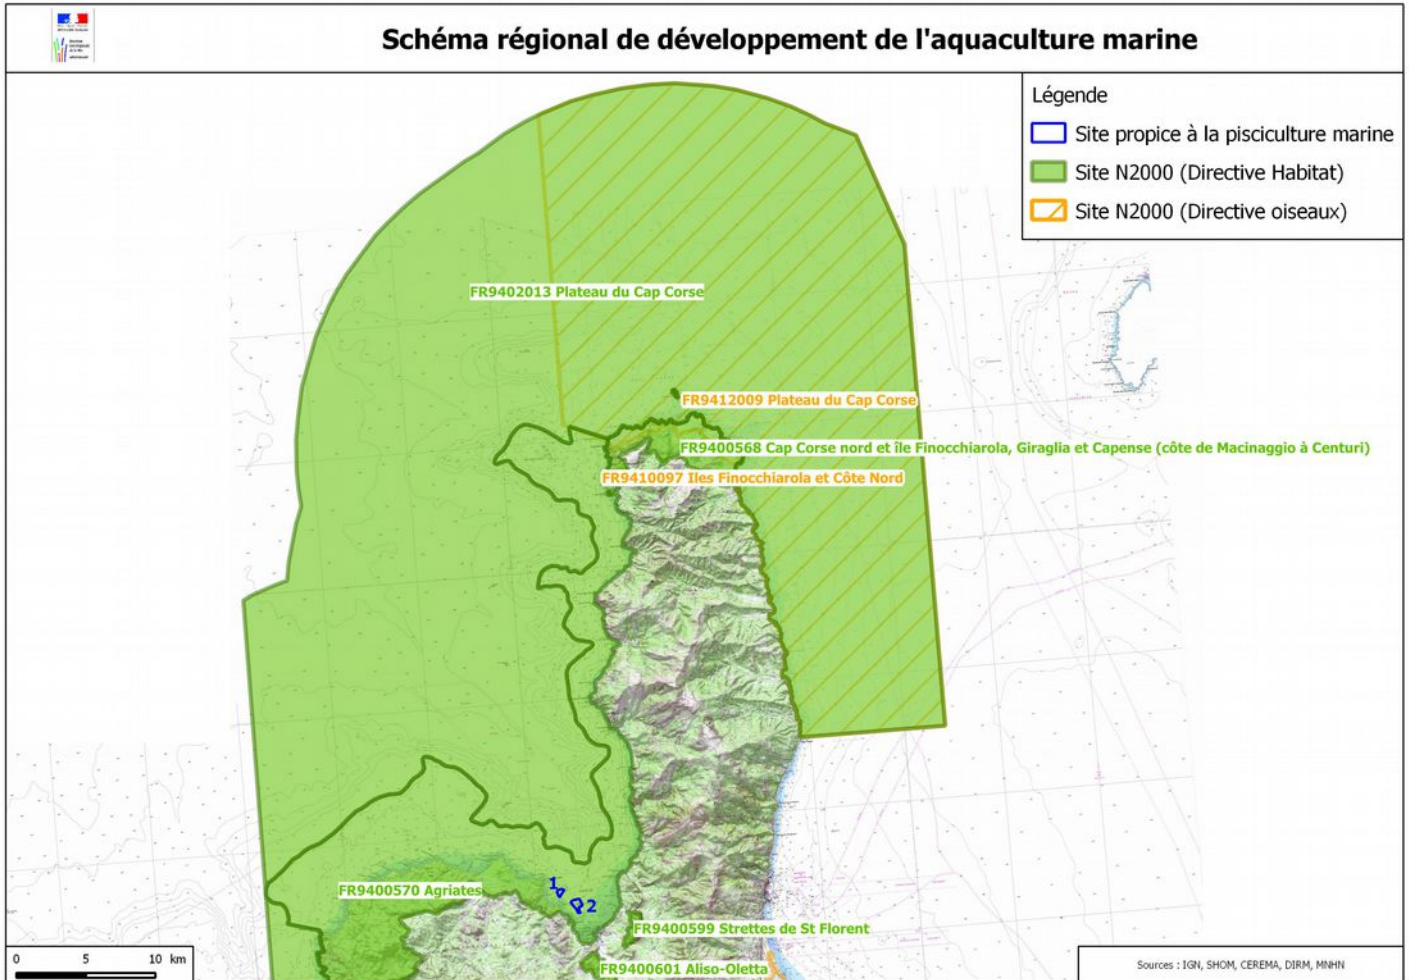 Schéma régional de développement de l'aquaculture marine
Légende
Site propice à la pisciculture marine
Site N2000 (Directive Habitat)
Site N2000 (Directive oiseaux)
FR9402013 Plateau du Cap Corse
FR9412009 Plateau du Cap Corse
FR9400568 Cap Corse nord et île Finocchiarola, Giraglia et Capense (côte de Macinaggio à Centuri)
FR9410097 Iles Finocchiarola et Côte Nord
1
FR9400570 Agriates
2
FR9400599 Strettes de St Florent
FR9400601 Aliso-Oletta
0 5 10 km
Sources : IGN, SHOM, CEREMA, DIRM, MNHN